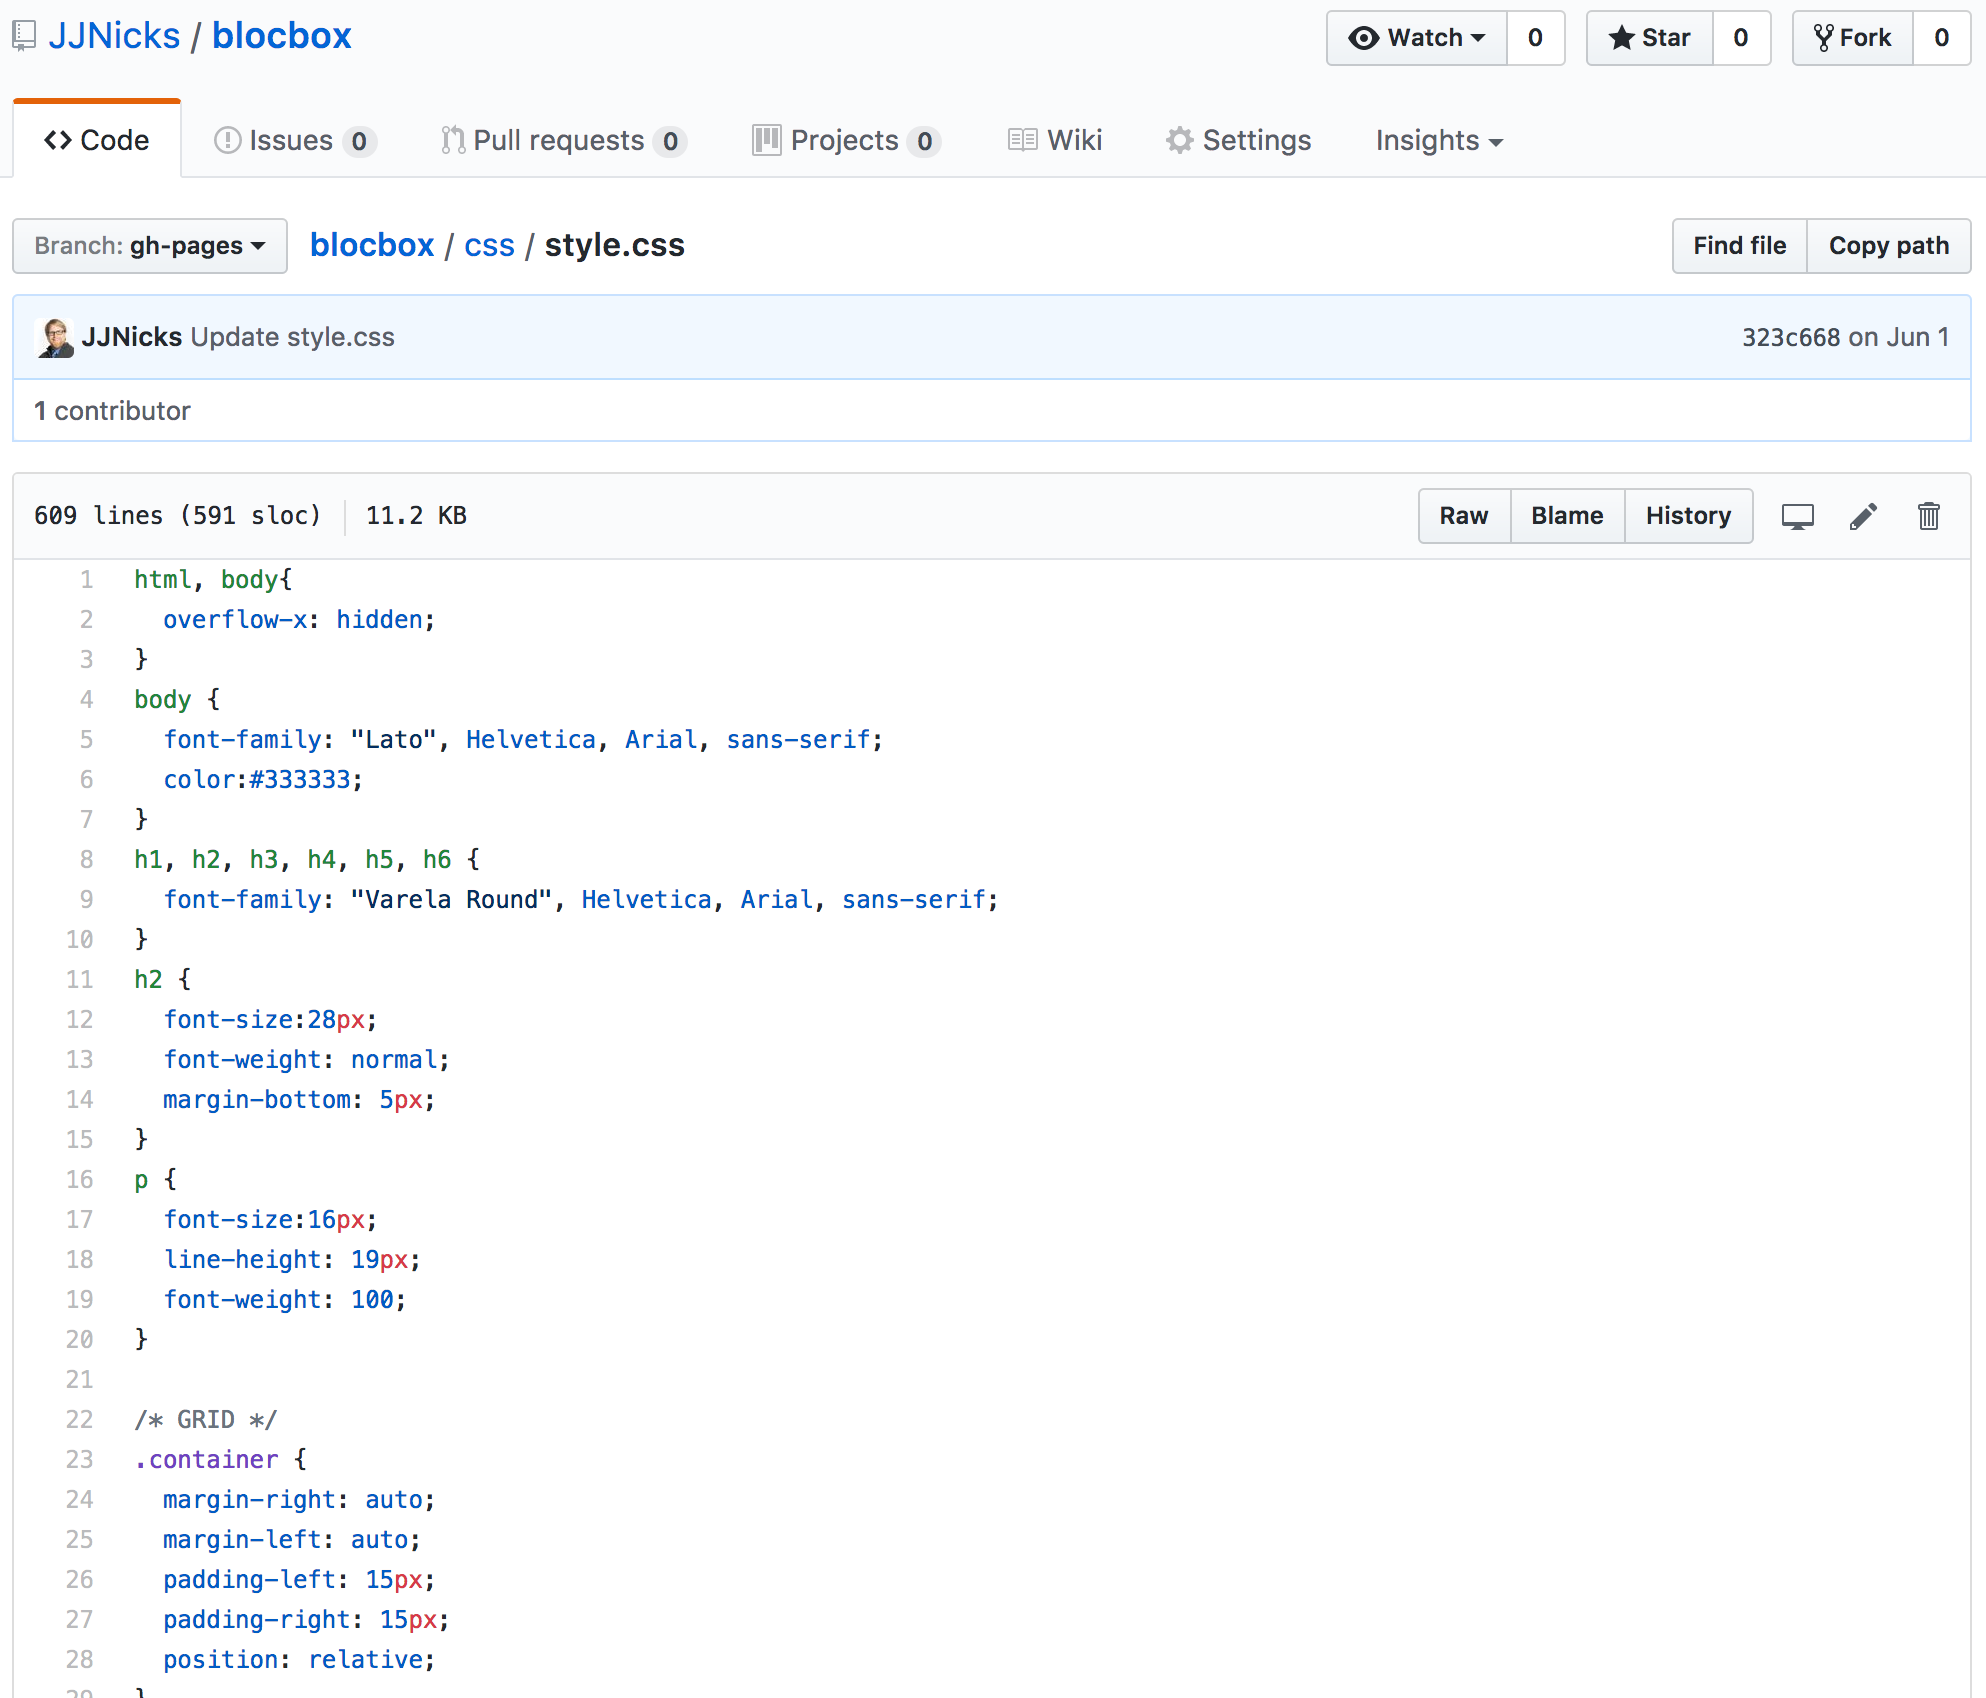 JJNicks / blocbox
Watch 0
Star 0
Fork 0
Code
Issues 0
Pull requests 0
Projects 0
Wiki
Settings
Insights
Branch: gh-pages
blocbox / css / style.css
Find file
Copy path
JJNicks Update style.css
323c668 on Jun 1
1 contributor
609 lines (591 sloc) 11.2 KB
Raw
Blame
History
1 html, body{
2   overflow-x: hidden;
3 }
4 body {
5   font-family: "Lato", Helvetica, Arial, sans-serif;
6   color:#333333;
7 }
8 h1, h2, h3, h4, h5, h6 {
9   font-family: "Varela Round", Helvetica, Arial, sans-serif;
10 }
11 h2 {
12   font-size:28px;
13   font-weight: normal;
14   margin-bottom: 5px;
15 }
16 p {
17   font-size:16px;
18   line-height: 19px;
19   font-weight: 100;
20 }
21
22 /* GRID */
23 .container {
24   margin-right: auto;
25   margin-left: auto;
26   padding-left: 15px;
27   padding-right: 15px;
28   position: relative;
29 }